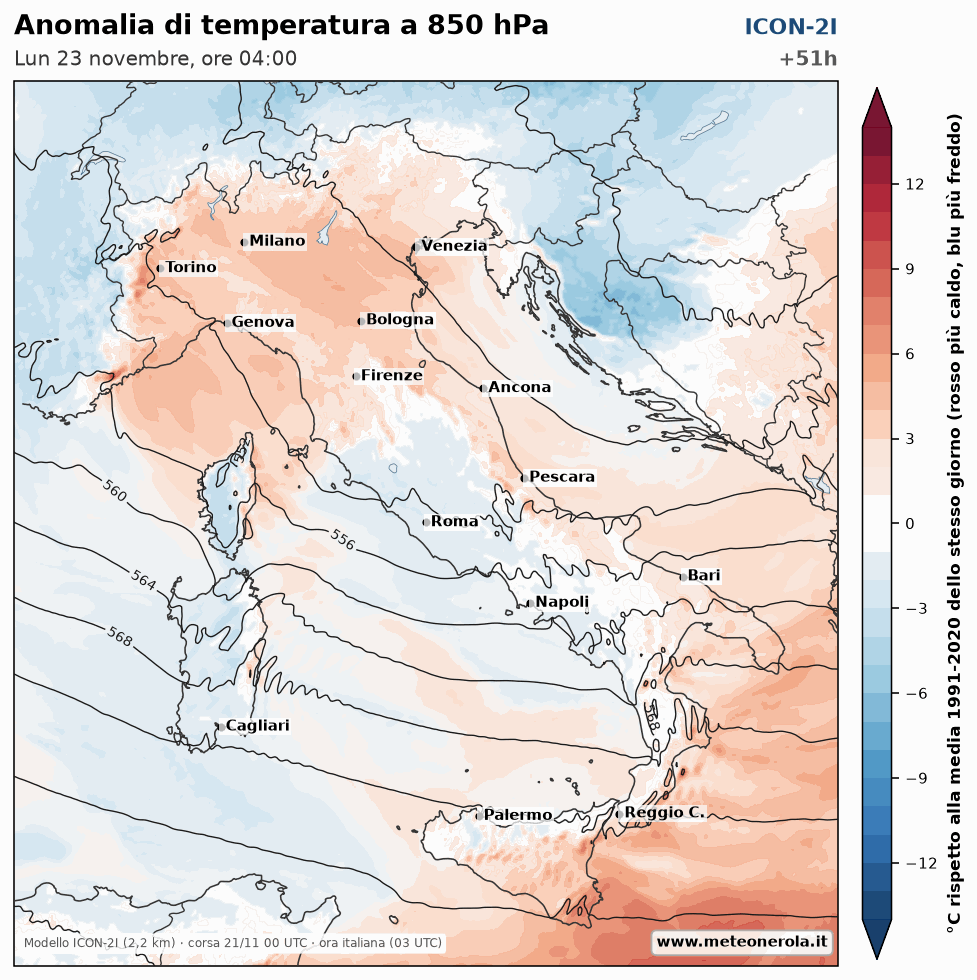 Anomalia di temperatura a 850 hPa
ICON-2I
Lun 23 novembre, ore 04:00
+51h
Milano
Venezia
Torino
Genova
Bologna
Firenze
Ancona
552
Pescara
560
Roma
556
564
Bari
Napoli
568
568
Cagliari
Palermo
Reggio C.
Modello ICON-2I (2,2 km) · corsa 21/11 00 UTC · ora italiana (03 UTC)
www.meteonerola.it
12
9
6
3
0
−3
−6
−9
−12
°C rispetto alla media 1991-2020 dello stesso giorno (rosso più caldo, blu più freddo)